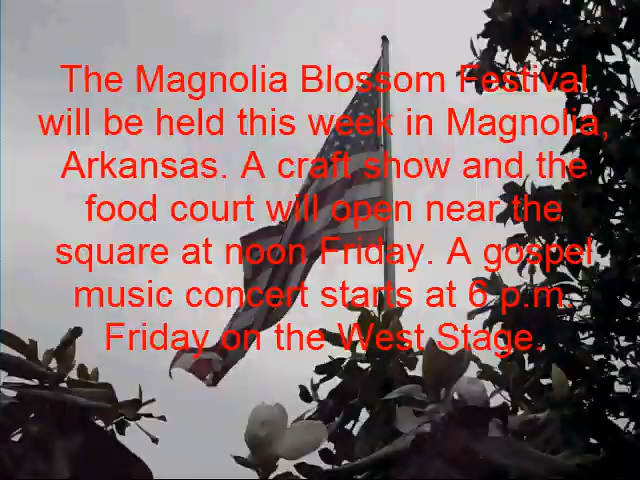 The Magnolia Blossom Festival
will be held this week in Magnolia,
Arkansas. A craft show and the
food court will open near the
square at noon Friday. A gospel
music concert starts at 6 p.m.
Friday on the West Stage.